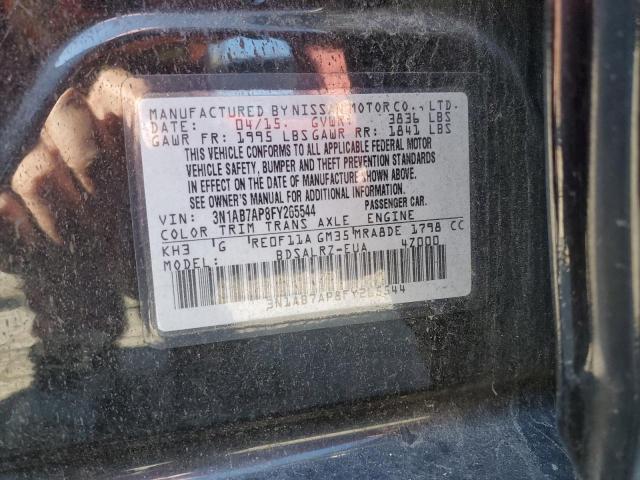 MANUFACTURED BY NISSAN MOTOR CO., LTD.
DATE: 04/15 GVWR: 3836 LBS
GAWR FR: 1995 LBS GAWR RR: 1841 LBS
THIS VEHICLE CONFORMS TO ALL APPLICABLE FEDERAL MOTOR
VEHICLE SAFETY, BUMPER AND THEFT PREVENTION STANDARDS
IN EFFECT ON THE DATE OF MANUFACTURE SHOWN ABOVE.
SEE OWNER'S MANUAL FOR ADDITIONAL INFORMATION.
VIN: 3N1AB7AP8FY265544 PASSENGER CAR.
COLOR TRIM TRANS AXLE ENGINE
KH3 G RE0F11A GM35 MRA8DE 1798 CC
MODEL: BDSALRZ-EUA 4Z000
3N1AB7AP8FY265544